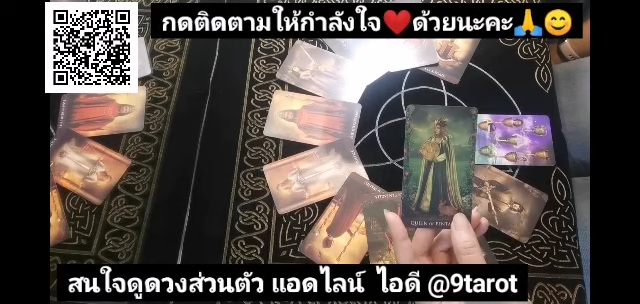 กดติดตามให้กำลังใจ❤️ด้วยนะคะ🙏😊
QUEEN OF PENTA
สนใจดูดวงส่วนตัว แอดไลน์ ไอดี @9tarot